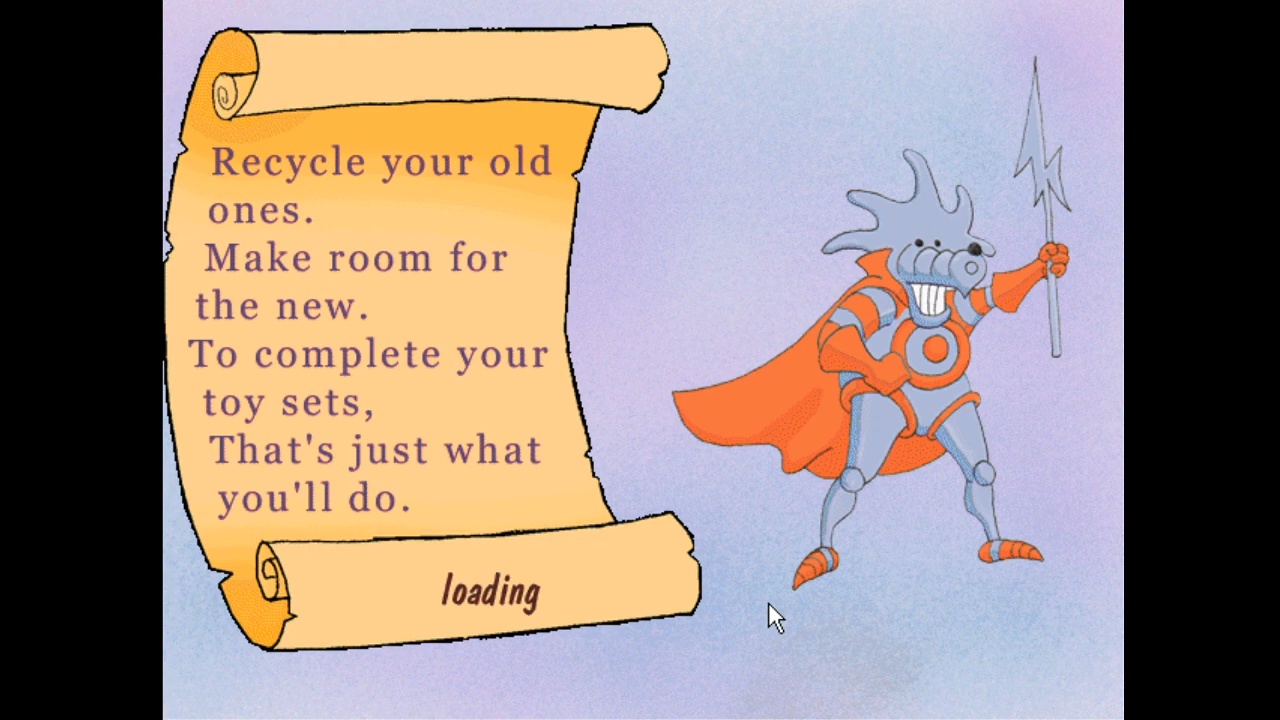 Recycle your old
ones.
Make room for
the new.
To complete your
toy sets,
That's just what
you'll do.
loading